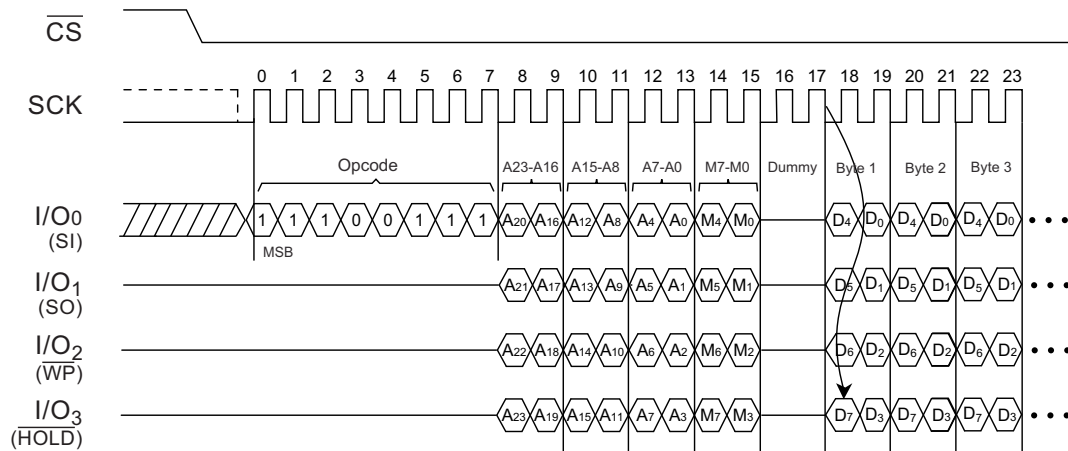 CS
0 1 2 3 4 5 6 7 8 9 10 11 12 13 14 15 16 17 18 19 20 21 22 23
SCK
Opcode A23-A16 A15-A8 A7-A0 M7-M0 Dummy Byte 1 Byte 2 Byte 3
I/O0 1 1 1 0 0 1 1 1 A20 A16 A12 A8 A4 A0 M4 M0 D4 D0 D4 D0 D4 D0
(SI)
MSB
I/O1 A21 A17 A13 A9 A5 A1 M5 M1 D5 D1 D5 D1 D5 D1
(SO)
I/O2 A22 A18 A14 A10 A6 A2 M6 M2 D6 D2 D6 D2 D6 D2
(WP)
I/O3 A23 A19 A15 A11 A7 A3 M7 M3 D7 D3 D7 D3 D7 D3
(HOLD)